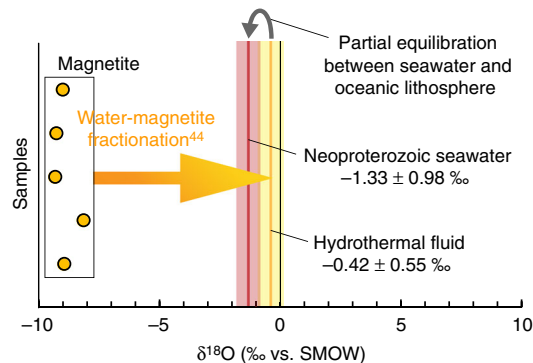 Magnetite
Partial equilibration
between seawater and
oceanic lithosphere
Water-magnetite
fractionation⁴⁴
Neoproterozoic seawater
−1.33 ± 0.98 ‰
Hydrothermal fluid
−0.42 ± 0.55 ‰
Samples
−10 −5 0 5 10
δ¹⁸O (‰ vs. SMOW)